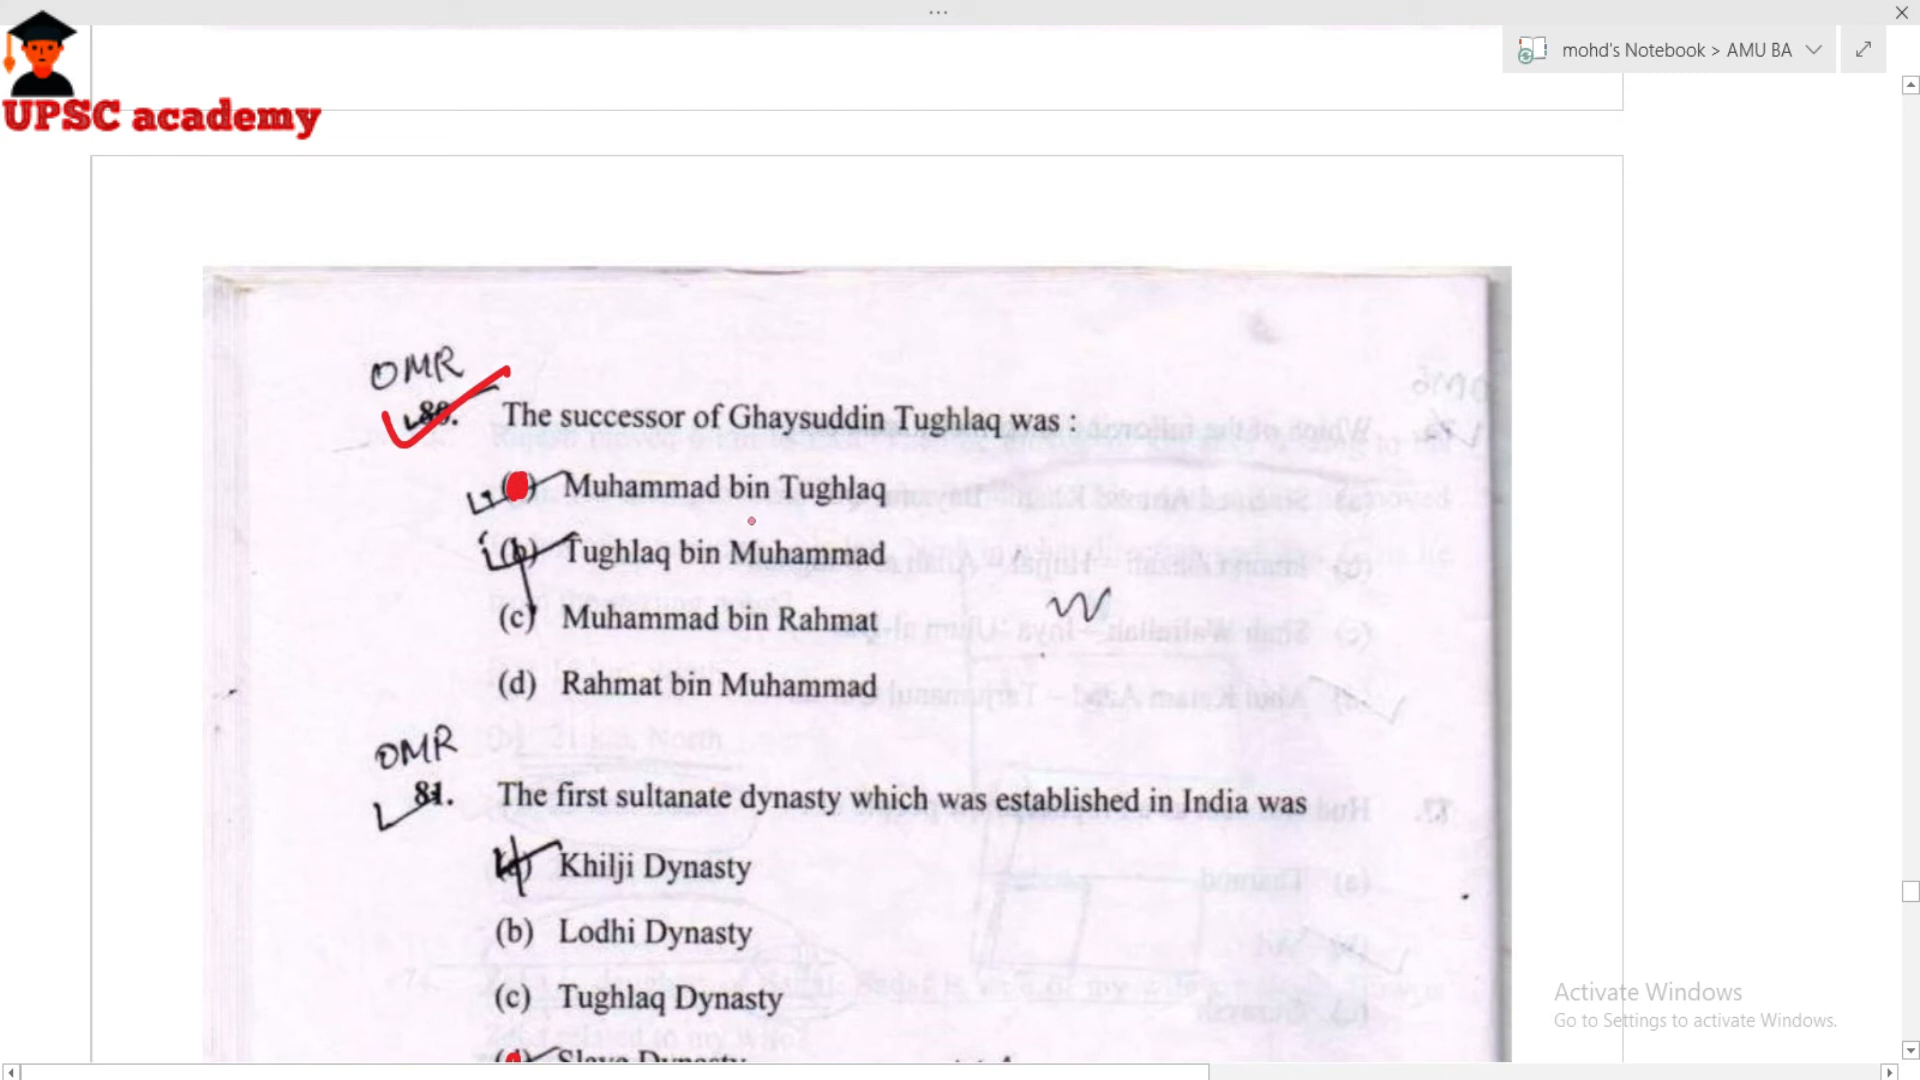 mohd's Notebook > AMU BA
UPSC academy
OMR
80. The successor of Ghaysuddin Tughlaq was :
Muhammad bin Tughlaq
(b) Tughlaq bin Muhammad
(c) Muhammad bin Rahmat
(d) Rahmat bin Muhammad
OMR
81. The first sultanate dynasty which was established in India was
Khilji Dynasty
(b) Lodhi Dynasty
(c) Tughlaq Dynasty
Slave Dynasty
Activate Windows
Go to Settings to activate Windows.